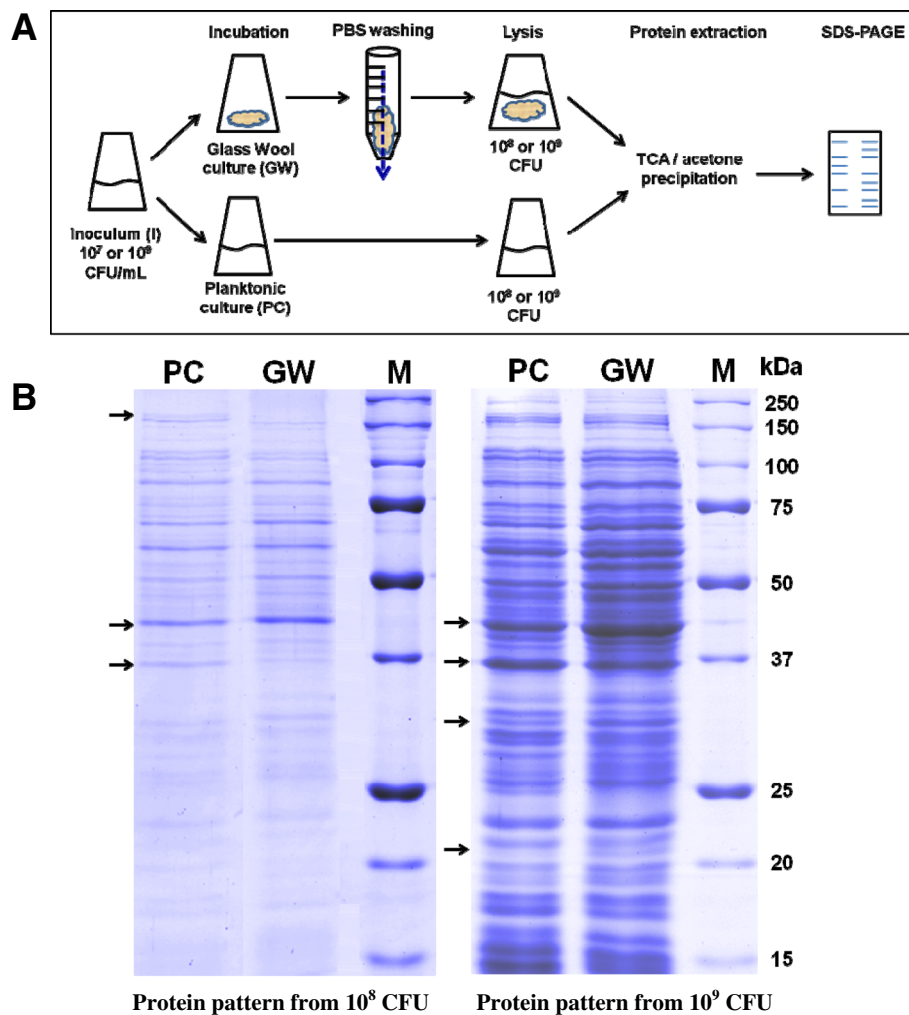 A
Incubation
PBS washing
Lysis
Protein extraction
SDS-PAGE
Glass Wool
culture (GW)
10⁸ or 10⁹
CFU
TCA / acetone
precipitation
Inoculum (I)
10⁷ or 10⁹
CFU/mL
Planktonic
culture (PC)
10⁸ or 10⁹
CFU
B
PC GW M PC GW M kDa
250
150
100
75
50
37
25
20
15
Protein pattern from 10⁸ CFU Protein pattern from 10⁹ CFU